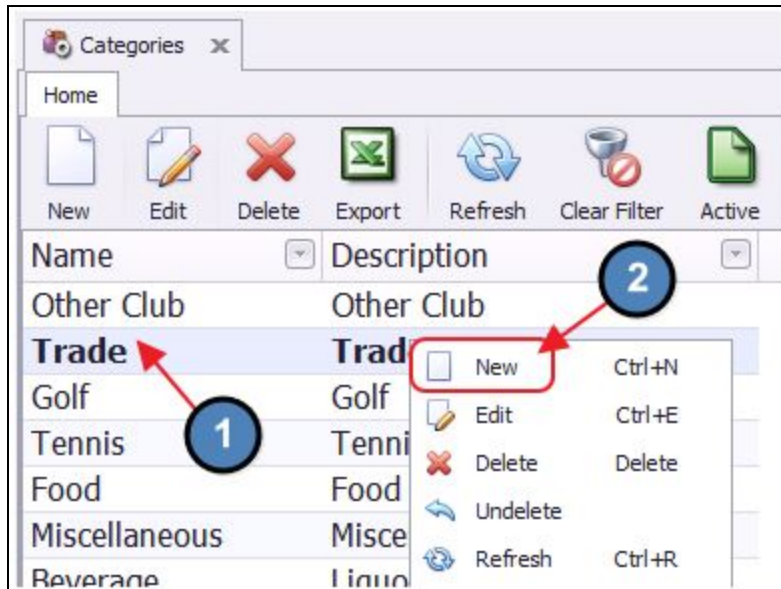 Categories
Home
New Edit Delete Export Refresh Clear Filter Active
Name Description
2
Other Club Other Club
Trade Trad
New Ctrl+N
Golf Golf
Edit Ctrl+E
1
Tennis Tenni
Delete Delete
Food Food
Undelete
Miscellaneous Misce
Refresh Ctrl+R
Beverage Liquo